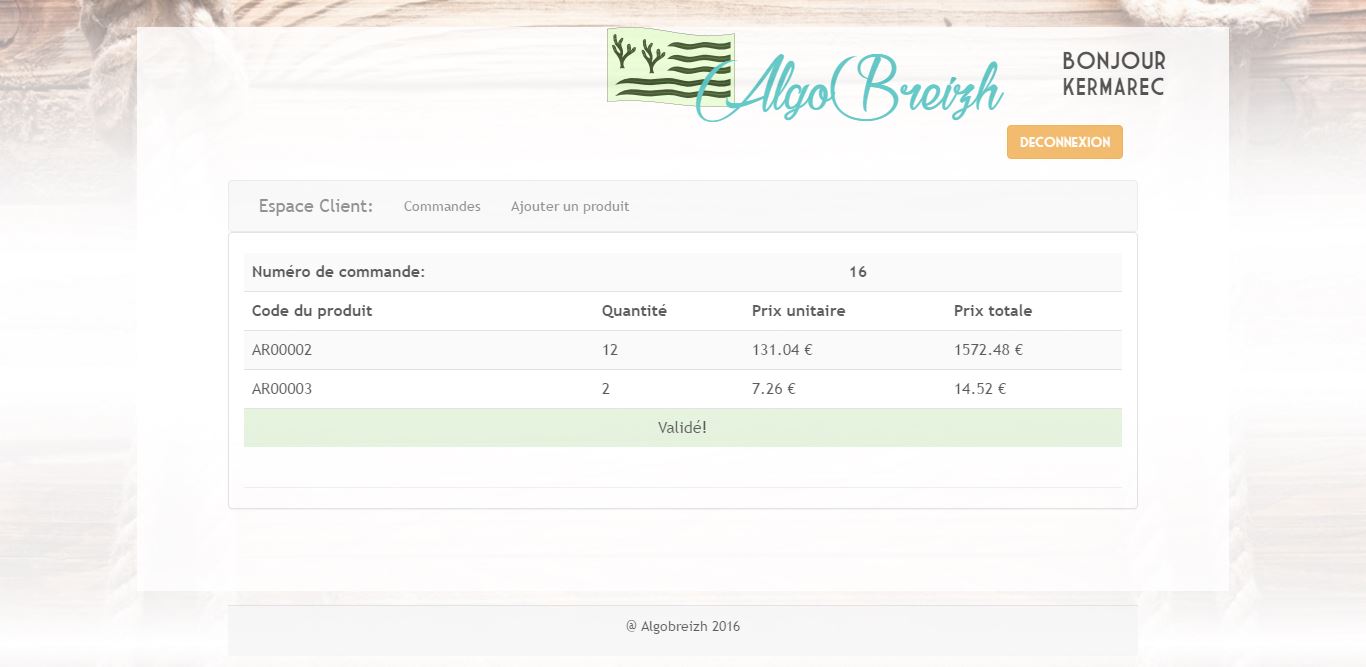 AlgoBreizh
BONJOUR
KERMAREC
DECONNEXION
Espace Client: Commandes Ajouter un produit
Numéro de commande: 16
Code du produit Quantité Prix unitaire Prix totale
AR00002 12 131.04 € 1572.48 €
AR00003 2 7.26 € 14.52 €
Validé!
@ Algobreizh 2016